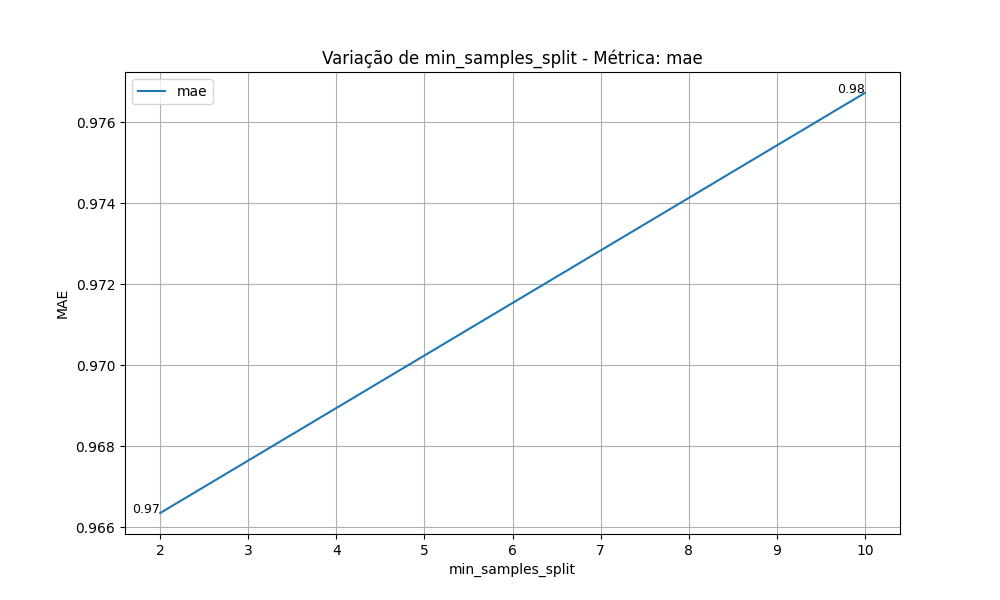 Variação de min_samples_split - Métrica: mae
mae
0.98
0.97
0.976
0.974
0.972
0.970
0.968
0.966
MAE
2 3 4 5 6 7 8 9 10
min_samples_split